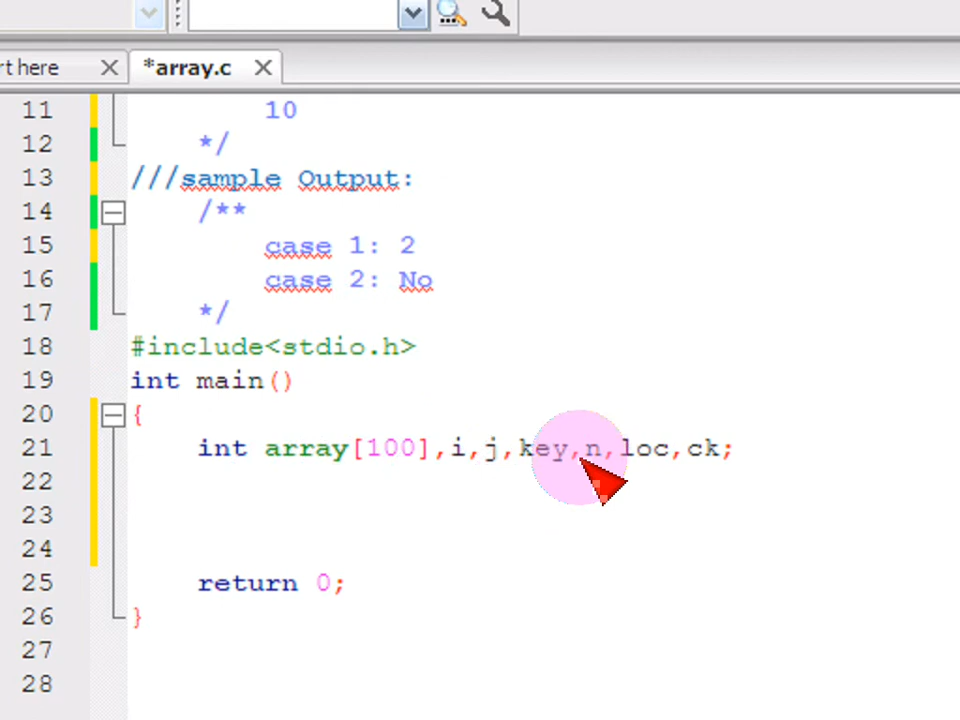 rt here
*array.c
11 10
12 */
13 ///sample Output:
14 /**
15 case 1: 2
16 case 2: No
17 */
18 #include<stdio.h>
19 int main()
20 {
21 int array[100],i,j,key,n,loc,ck;
22
23
24
25 return 0;
26 }
27
28